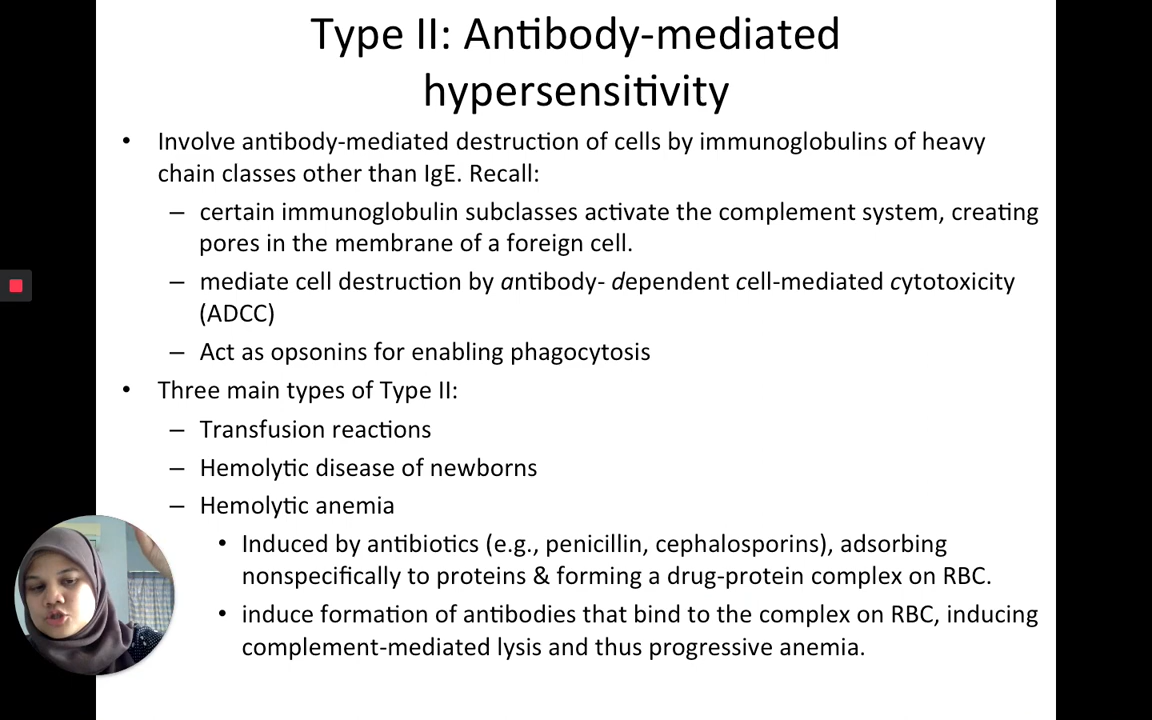 Type II: Antibody-mediated
hypersensitivity
• Involve antibody-mediated destruction of cells by immunoglobulins of heavy
chain classes other than IgE. Recall:
– certain immunoglobulin subclasses activate the complement system, creating
pores in the membrane of a foreign cell.
– mediate cell destruction by antibody- dependent cell-mediated cytotoxicity
(ADCC)
– Act as opsonins for enabling phagocytosis
• Three main types of Type II:
– Transfusion reactions
– Hemolytic disease of newborns
– Hemolytic anemia
• Induced by antibiotics (e.g., penicillin, cephalosporins), adsorbing
nonspecifically to proteins & forming a drug-protein complex on RBC.
• induce formation of antibodies that bind to the complex on RBC, inducing
complement-mediated lysis and thus progressive anemia.